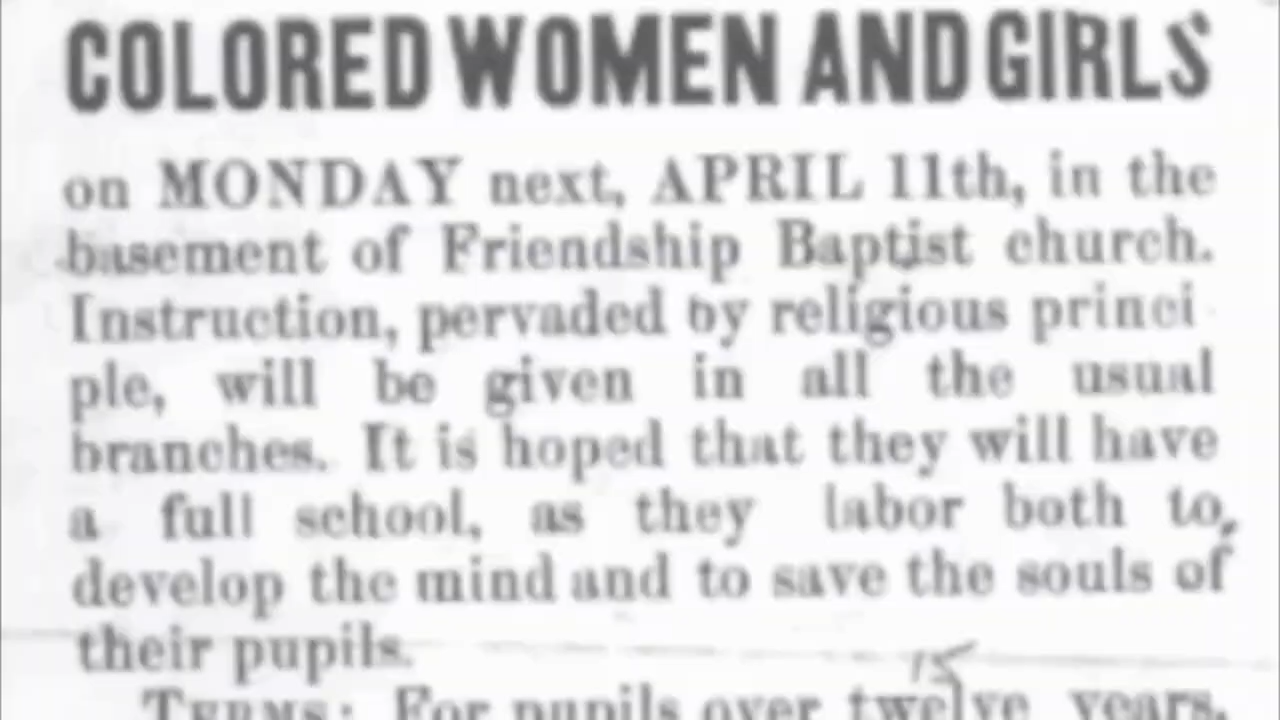 COLORED WOMEN AND GIRLS
on MONDAY next, APRIL 11th, in the
basement of Friendship Baptist church.
Instruction, pervaded by religious princi
ple, will be given in all the usual
branches. It is hoped that they will have
a full school, as they labor both to,
develop the mind and to save the souls of
their pupils.
15
TERMS: For pupils over twelve years,